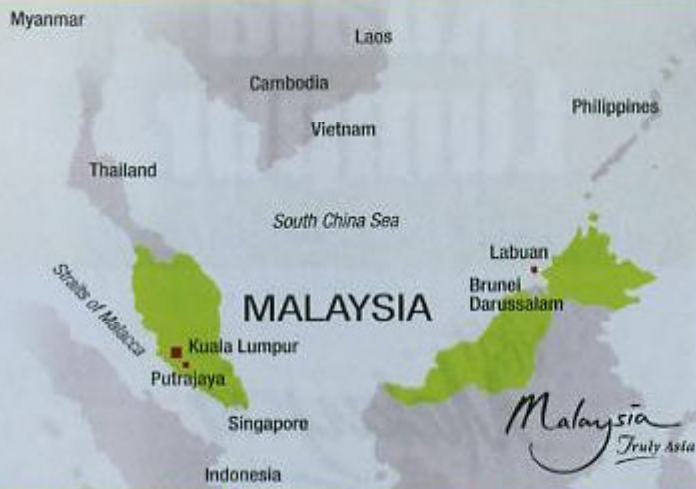 Myanmar
Laos
Cambodia
Philippines
Vietnam
Thailand
South China Sea
Labuan
Brunei
Darussalam
Straits of Malacca
MALAYSIA
Kuala Lumpur
Putrajaya
Singapore
Malaysia
Truly Asia
Indonesia